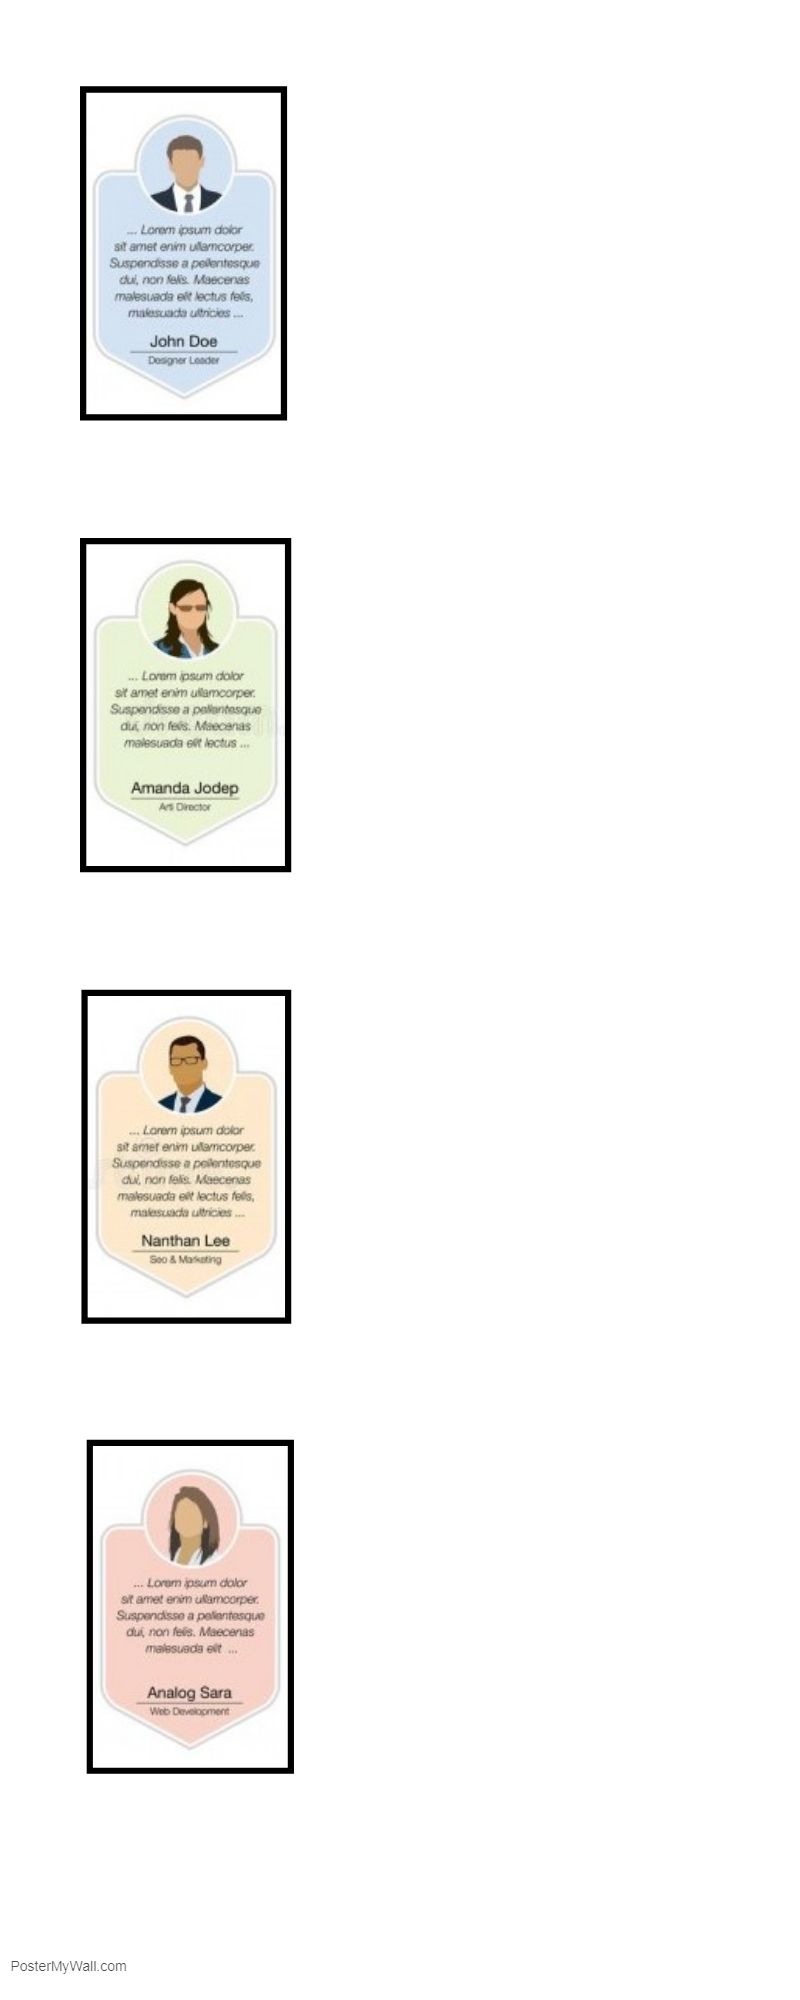 ... Lorem ipsum dolor
sit amet enim ullamcorper.
Suspendisse a pellentesque
dui, non felis. Maecenas
malesuada elit lectus felis,
malesuada ultricies ...
John Doe
Designer Leader
... Lorem ipsum dolor
sit amet enim ullamcorper.
Suspendisse a pellentesque
dui, non felis. Maecenas
malesuada elit lectus ...
Amanda Jodep
Arti Director
... Lorem ipsum dolor
sit amet enim ullamcorper.
Suspendisse a pellentesque
dui, non felis. Maecenas
malesuada elit lectus felis,
malesuada ultricies ...
Nanthan Lee
Seo & Marketing
... Lorem ipsum dolor
sit amet enim ullamcorper.
Suspendisse a pellentesque
dui, non felis. Maecenas
malesuada elit ...
Analog Sara
Web Development
PosterMyWall.com